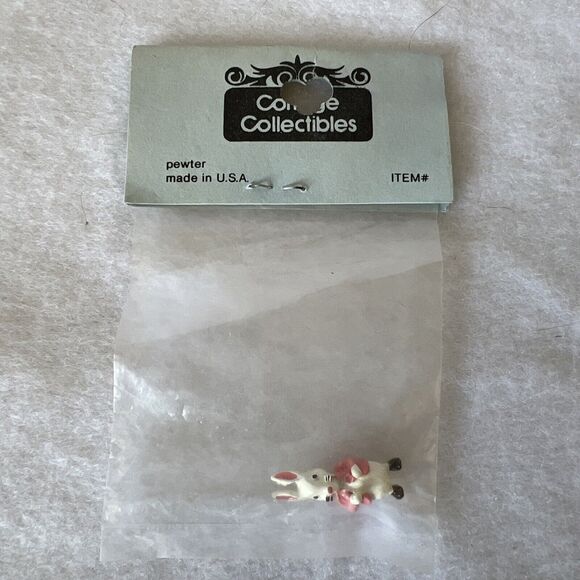 Collectibles
pewter
made in U.S.A.
ITEM#